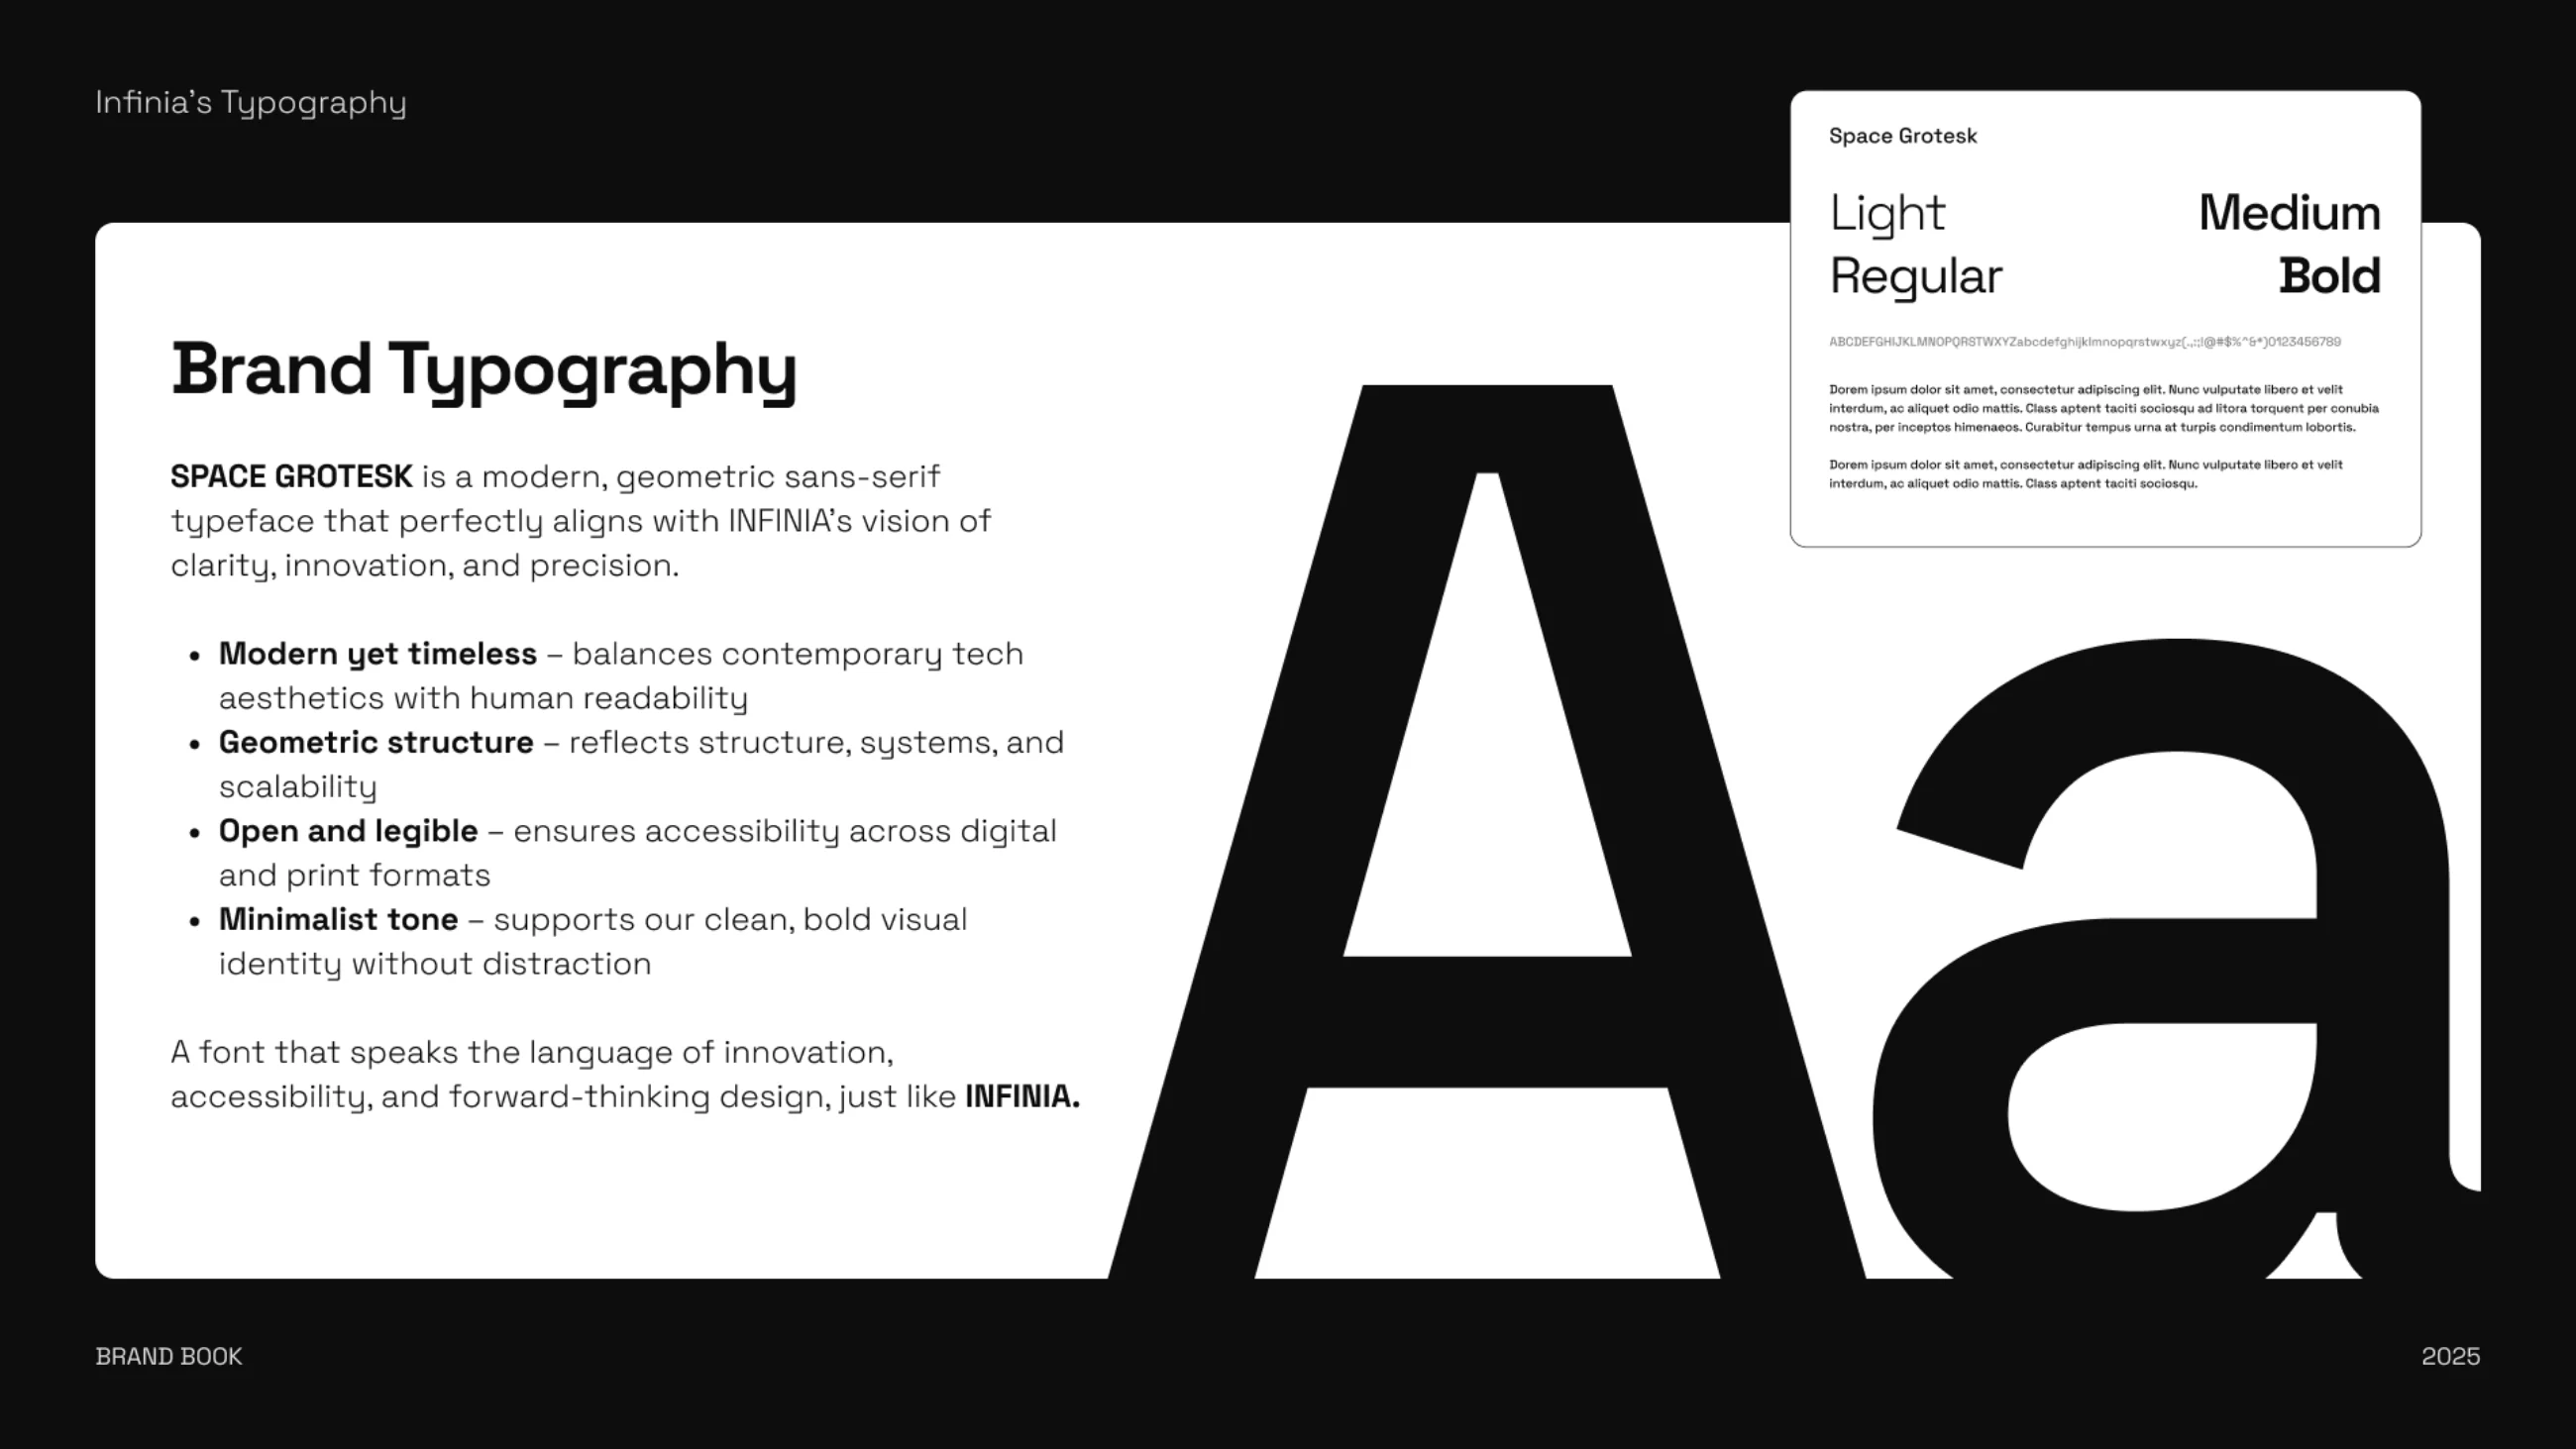 Infinia’s Typography
Space Grotesk
Light
Medium
Regular
Bold
ABCDEFGHIJKLMNOPQRSTWXYZabcdefghijklmnopqrstwxyz(.,:;!@#$%^&*)0123456789
Dorem ipsum dolor sit amet, consectetur adipiscing elit. Nunc vulputate libero et velit
interdum, ac aliquet odio mattis. Class aptent taciti sociosqu ad litora torquent per conubia
nostra, per inceptos himenaeos. Curabitur tempus urna at turpis condimentum lobortis.
Dorem ipsum dolor sit amet, consectetur adipiscing elit. Nunc vulputate libero et velit
interdum, ac aliquet odio mattis. Class aptent taciti sociosqu.
Brand Typography
SPACE GROTESK is a modern, geometric sans-serif
typeface that perfectly aligns with INFINIA’s vision of
clarity, innovation, and precision.
• Modern yet timeless – balances contemporary tech
aesthetics with human readability
• Geometric structure – reflects structure, systems, and
scalability
• Open and legible – ensures accessibility across digital
and print formats
• Minimalist tone – supports our clean, bold visual
identity without distraction
A font that speaks the language of innovation,
accessibility, and forward-thinking design, just like INFINIA.
Aa
BRAND BOOK
2025